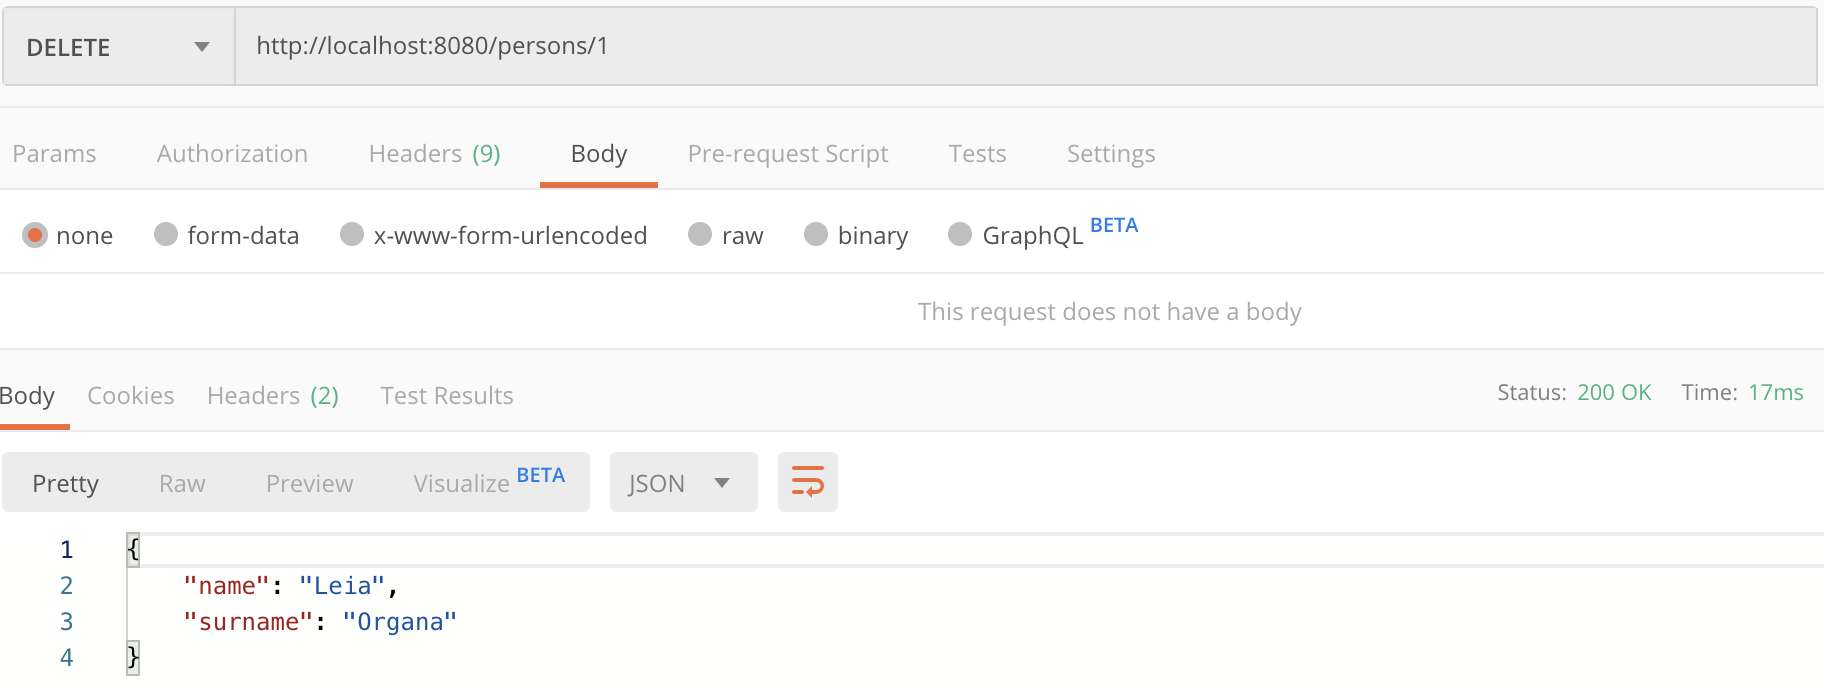 DELETE http://localhost:8080/persons/1
Params Authorization Headers (9) Body Pre-request Script Tests Settings
none form-data x-www-form-urlencoded raw binary GraphQL BETA
This request does not have a body
Body Cookies Headers (2) Test Results Status: 200 OK Time: 17ms
Pretty Raw Preview Visualize BETA JSON
1 {
2 "name": "Leia",
3 "surname": "Organa"
4 }